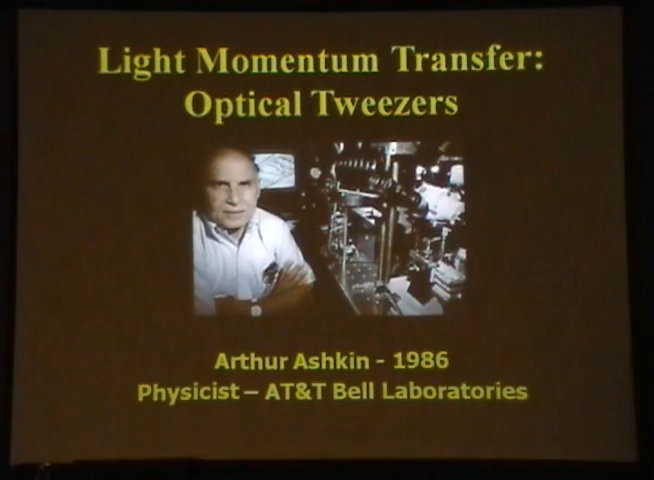 Light Momentum Transfer:
Optical Tweezers
Arthur Ashkin - 1986
Physicist – AT&T Bell Laboratories